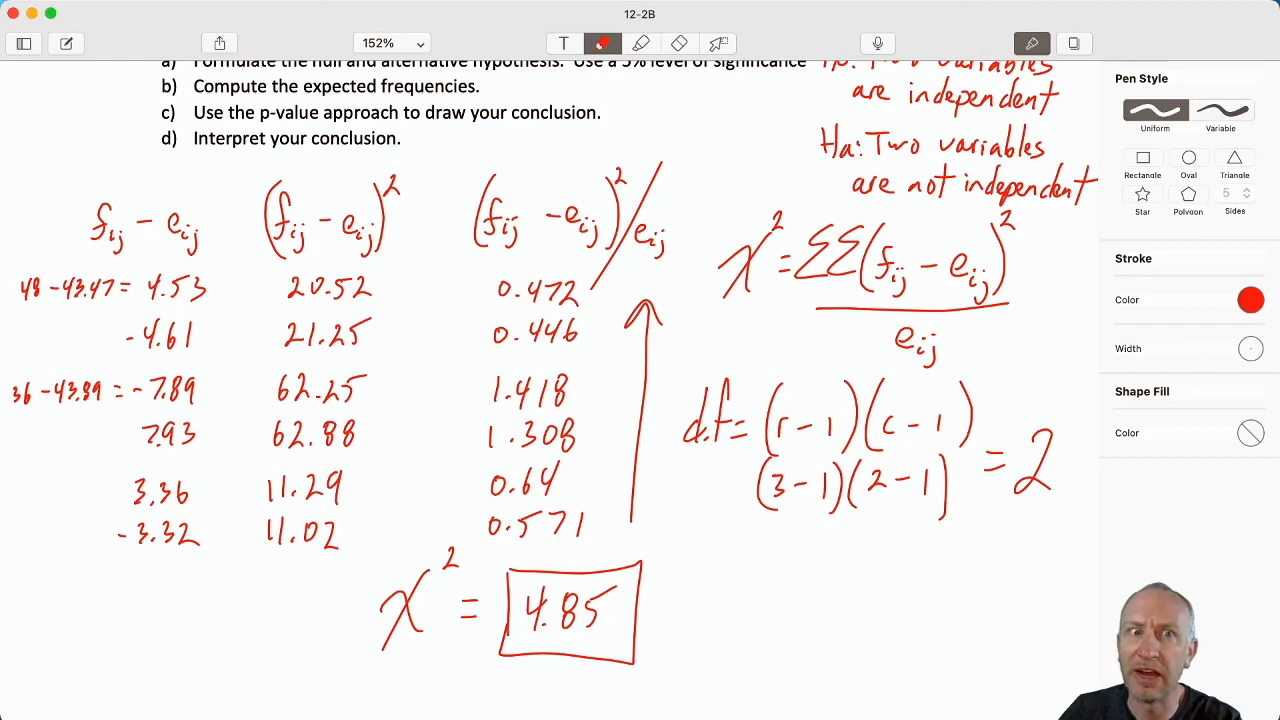 12-2B
152%
T
a) Formulate the null and alternative hypothesis. Use a 5% level of significance
b) Compute the expected frequencies.
c) Use the p-value approach to draw your conclusion.
d) Interpret your conclusion.
Ho: Two variables
are independent
Ha: Two variables
are not independent
fij - eij
(fij - eij)²
(fij - eij)²/eij
48 - 43.47 = 4.53 20.52 0.472
- 4.61 21.25 0.446
36 - 43.89 = - 7.89 62.25 1.418
7.93 62.88 1.308
3.36 11.29 0.64
- 3.32 11.02 0.571
χ² = 4.85
χ² = ΣΣ(fij - eij)²
eij
d.f = (r - 1)(c - 1)
(3 - 1)(2 - 1) = 2
Pen Style
Uniform Variable
Rectangle Oval Triangle
5
Star Polygon Sides
Stroke
Color
Width
Shape Fill
Color